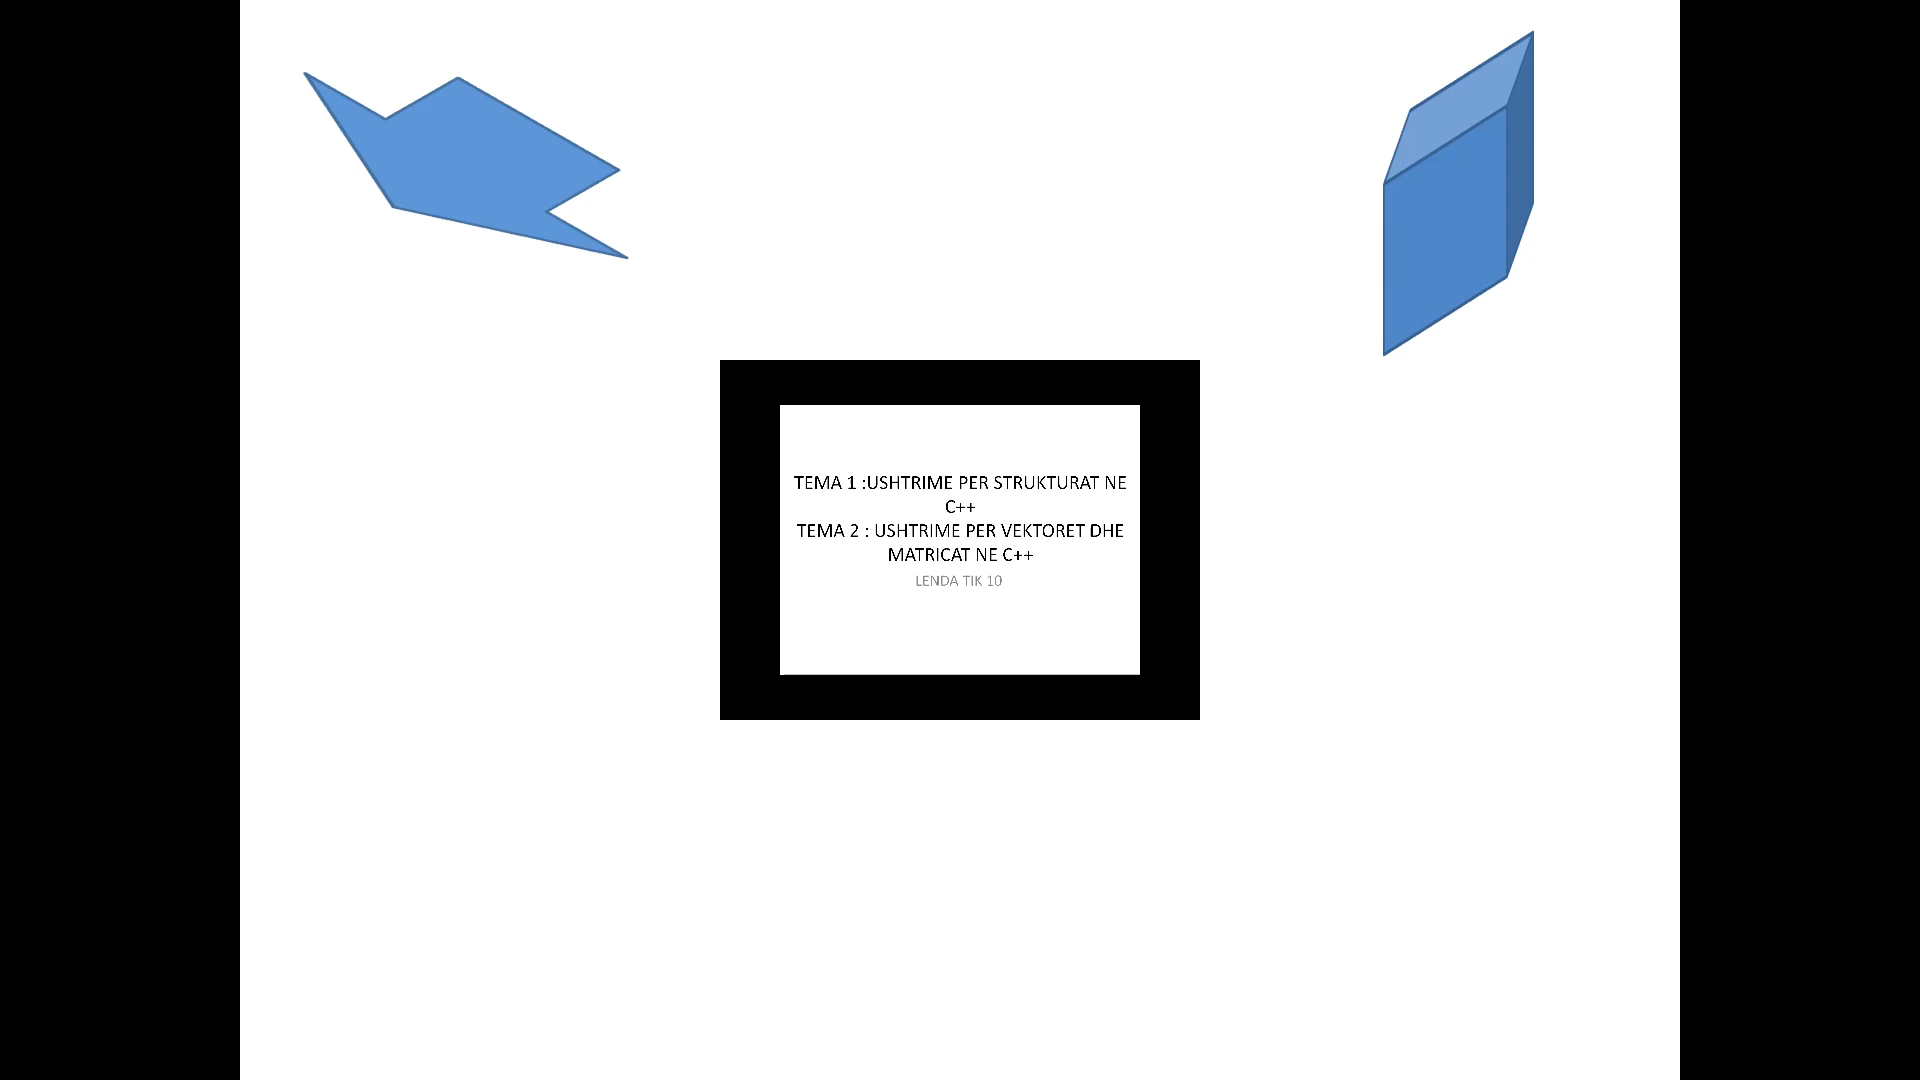 TEMA 1 :USHTRIME PER STRUKTURAT NE
C++
TEMA 2 : USHTRIME PER VEKTORET DHE
MATRICAT NE C++
LENDA TIK 10